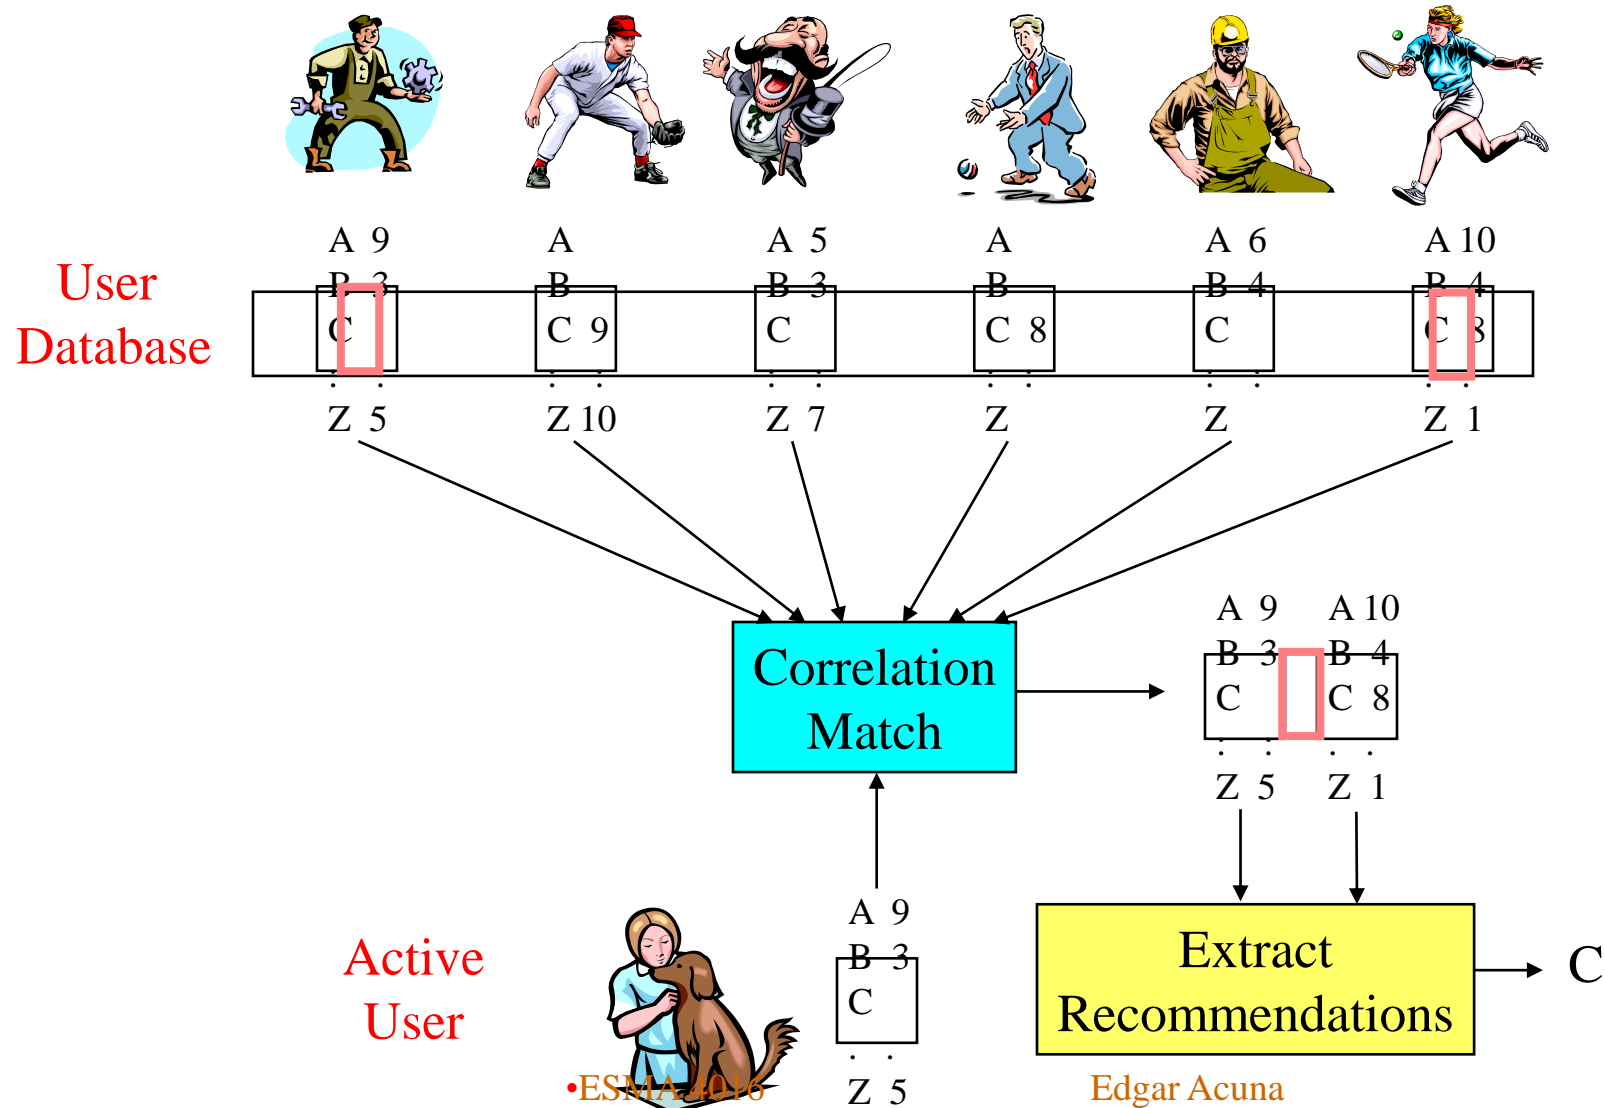 A 9
B 3
C
: :
Z 5
A
B
C 9
: :
Z 10
A 5
B 3
C
: :
Z 7
A
B
C 8
: :
Z
A 6
B 4
C
: :
Z
A 10
B 4
C 8
: :
Z 1
User
Database
Correlation
Match
A 9
B 3
C
: :
Z 5
A 10
B 4
C 8
: :
Z 1
Active
User
A 9
B 3
C
. .
Z 5
Extract
Recommendations
C
•ESMA 4016
Edgar Acuna